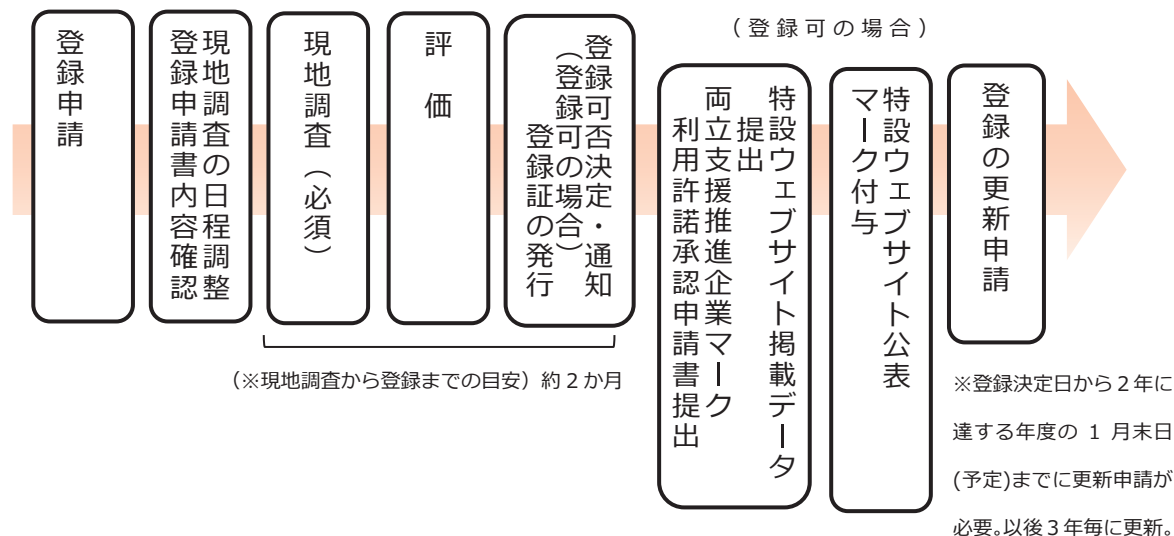 登録申請
現地調査の日程調整
登録申請書内容確認
現地調査（必須）
評価
登録可否決定・通知
（登録可の場合）
登録証の発行
（登録可の場合）
特設ウェブサイト掲載データ
提出
両立支援推進企業マーク
利用許諾承認申請書提出
特設ウェブサイト公表
マーク付与
登録の更新申請
（※現地調査から登録までの目安）約２か月
※登録決定日から２年に
達する年度の 1 月末日
(予定)までに更新申請が
必要。以後３年毎に更新。